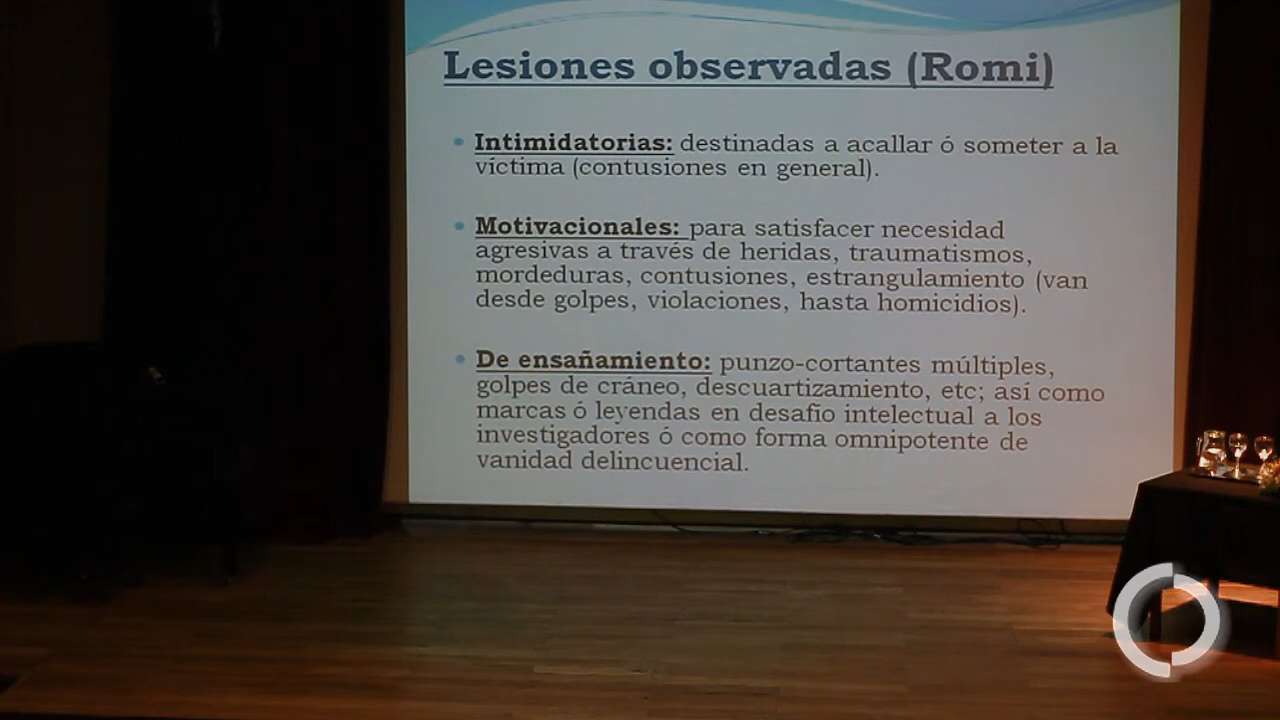 Lesiones observadas (Romi)
Intimidatorias: destinadas a acallar ó someter a la
víctima (contusiones en general).
Motivacionales: para satisfacer necesidad
agresivas a través de heridas, traumatismos,
mordeduras, contusiones, estrangulamiento (van
desde golpes, violaciones, hasta homicidios).
De ensañamiento: punzo-cortantes múltiples,
golpes de cráneo, descuartizamiento, etc; así como
marcas ó leyendas en desafio intelectual a los
investigadores ó como forma omnipotente de
vanidad delincuencial.